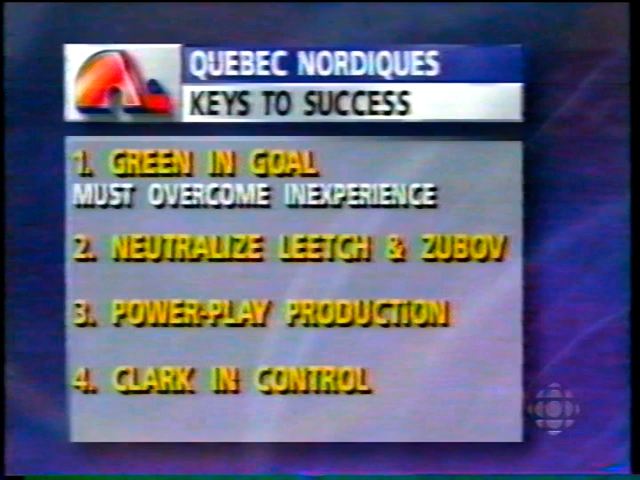 QUEBEC NORDIQUES
KEYS TO SUCCESS
1. GREEN IN GOAL
MUST OVERCOME INEXPERIENCE
2. NEUTRALIZE LEETCH & ZUBOV
3. POWER-PLAY PRODUCTION
4. CLARK IN CONTROL